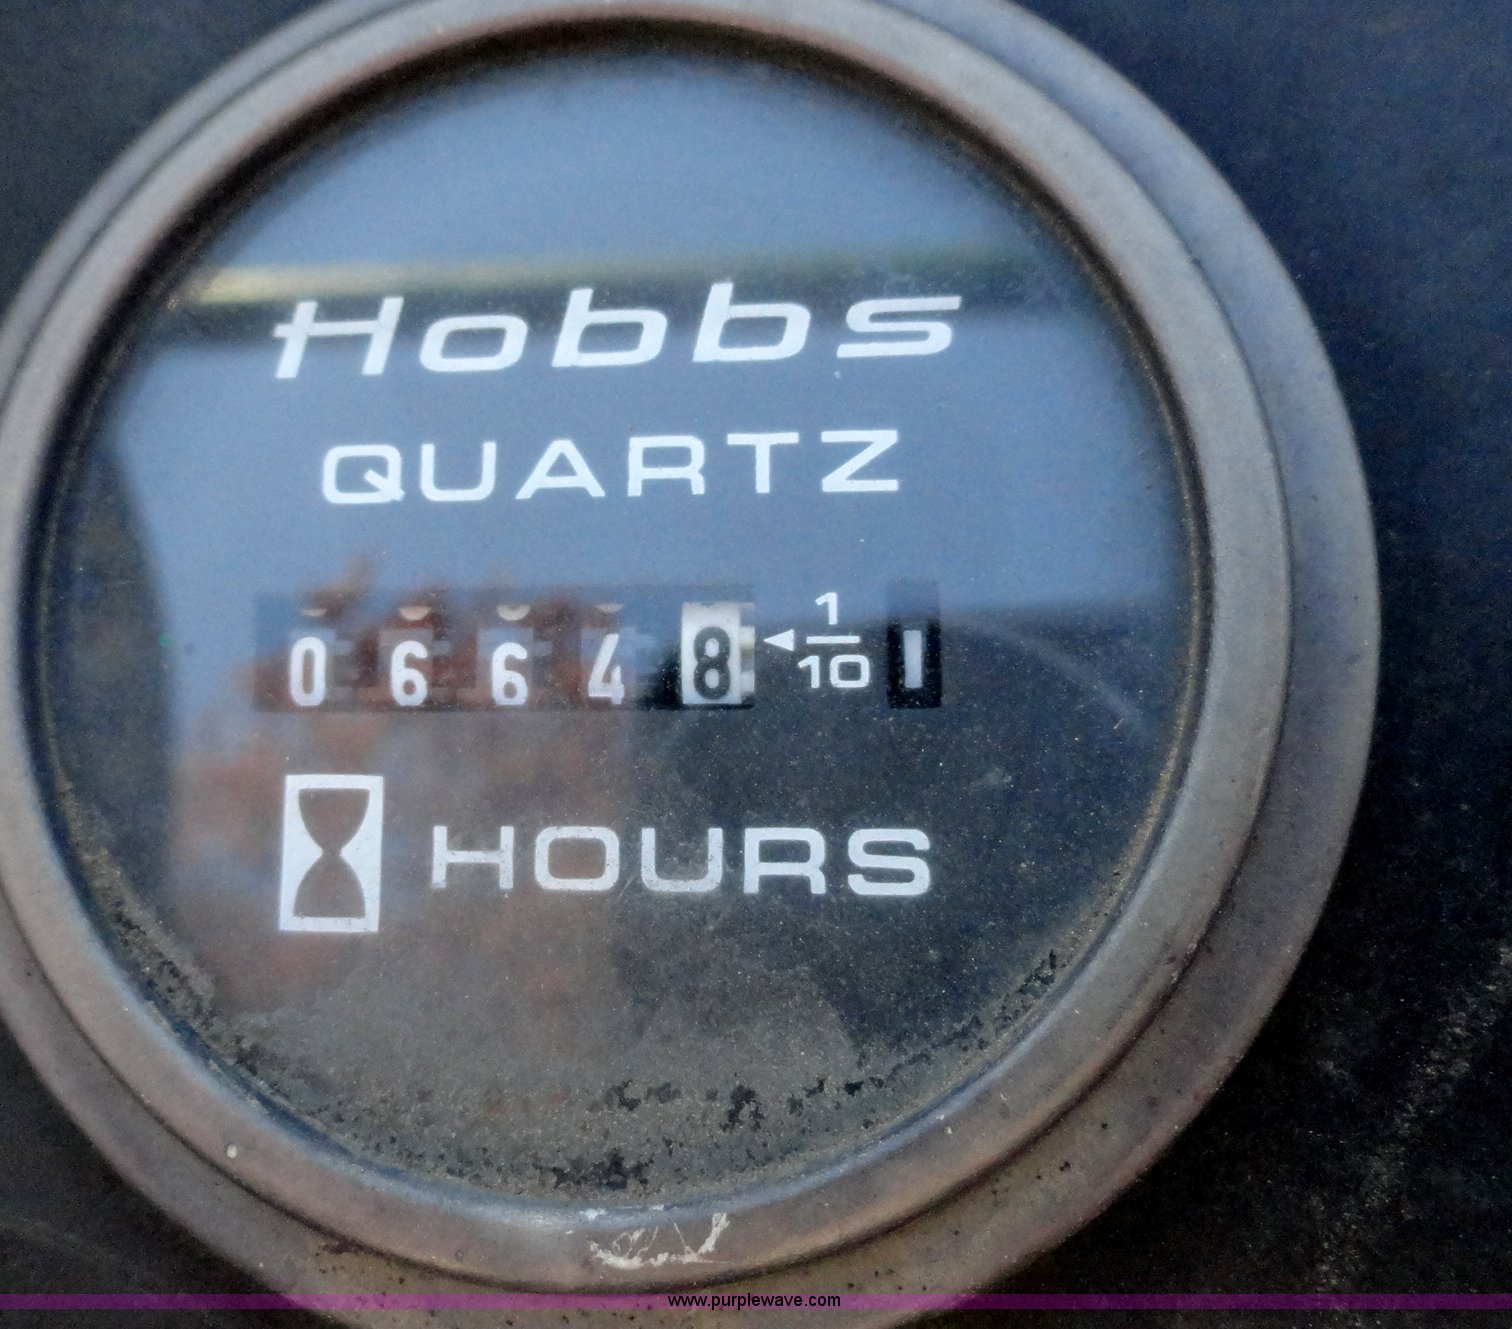 Hobbs
QUARTZ
0 6 6 4 8 ◄ 1/10
HOURS
www.purplewave.com